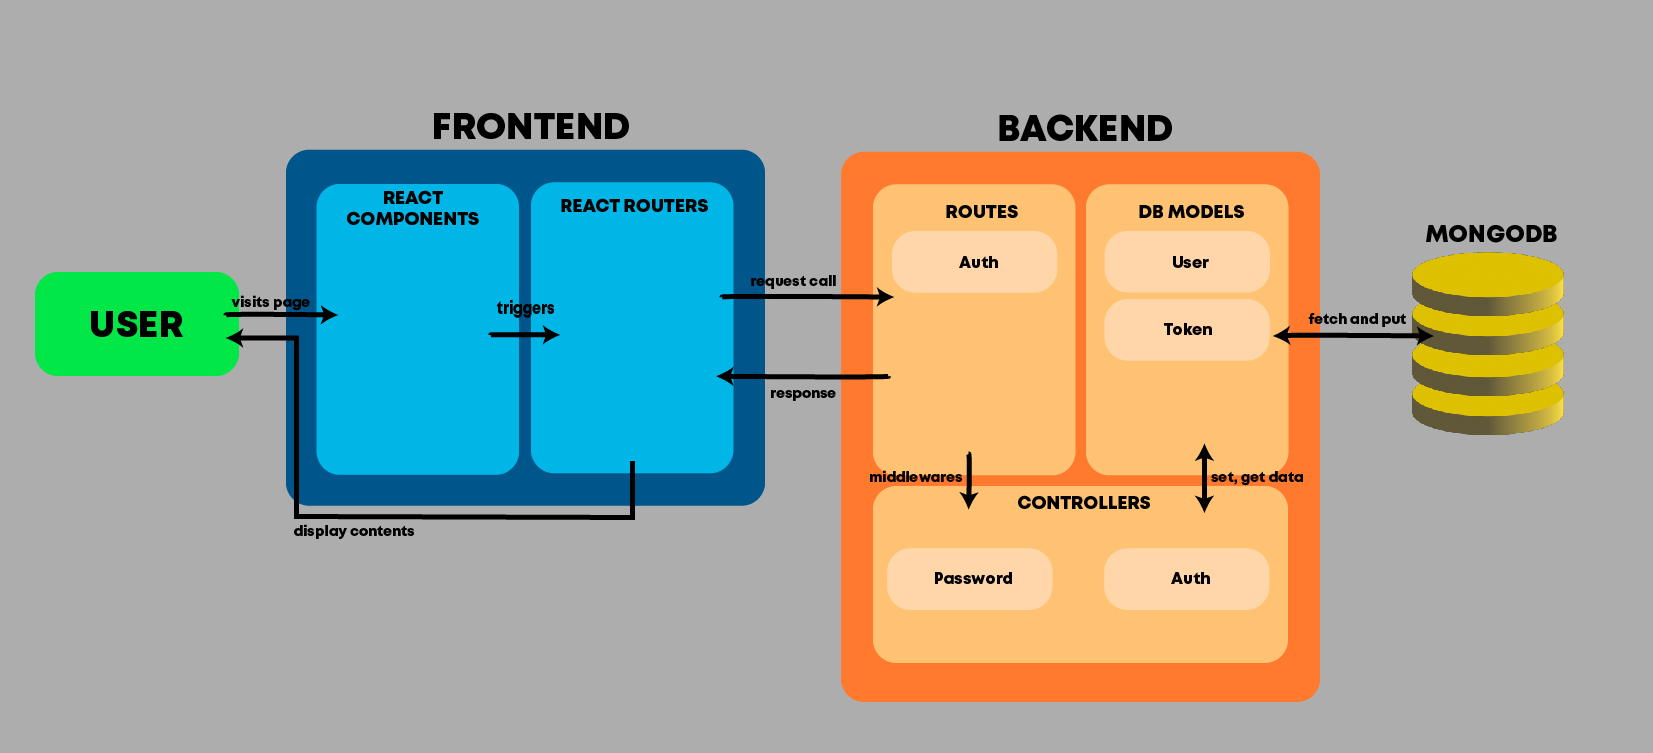 FRONTEND
BACKEND
REACT
COMPONENTS
REACT ROUTERS
ROUTES
DB MODELS
MONGODB
Auth
User
Token
USER
visits page
triggers
request call
response
fetch and put
middlewares
set, get data
CONTROLLERS
display contents
Password
Auth